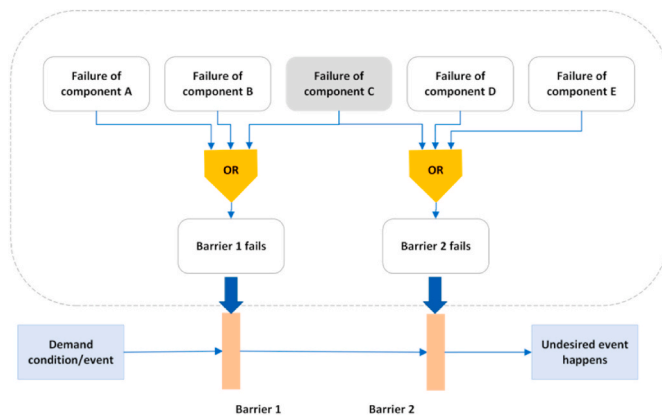 Failure of
component A
Failure of
component B
Failure of
component C
Failure of
component D
Failure of
component E
OR
OR
Barrier 1 fails
Barrier 2 fails
Demand
condition/event
Undesired event
happens
Barrier 1
Barrier 2